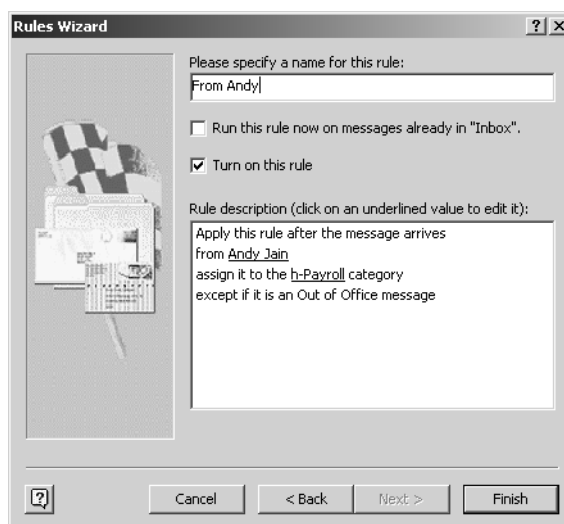 Rules Wizard
Please specify a name for this rule:
From Andy
Run this rule now on messages already in "Inbox".
Turn on this rule
Rule description (click on an underlined value to edit it):
Apply this rule after the message arrives
from Andy Jain
assign it to the h-Payroll category
except if it is an Out of Office message
Cancel
< Back
Next >
Finish